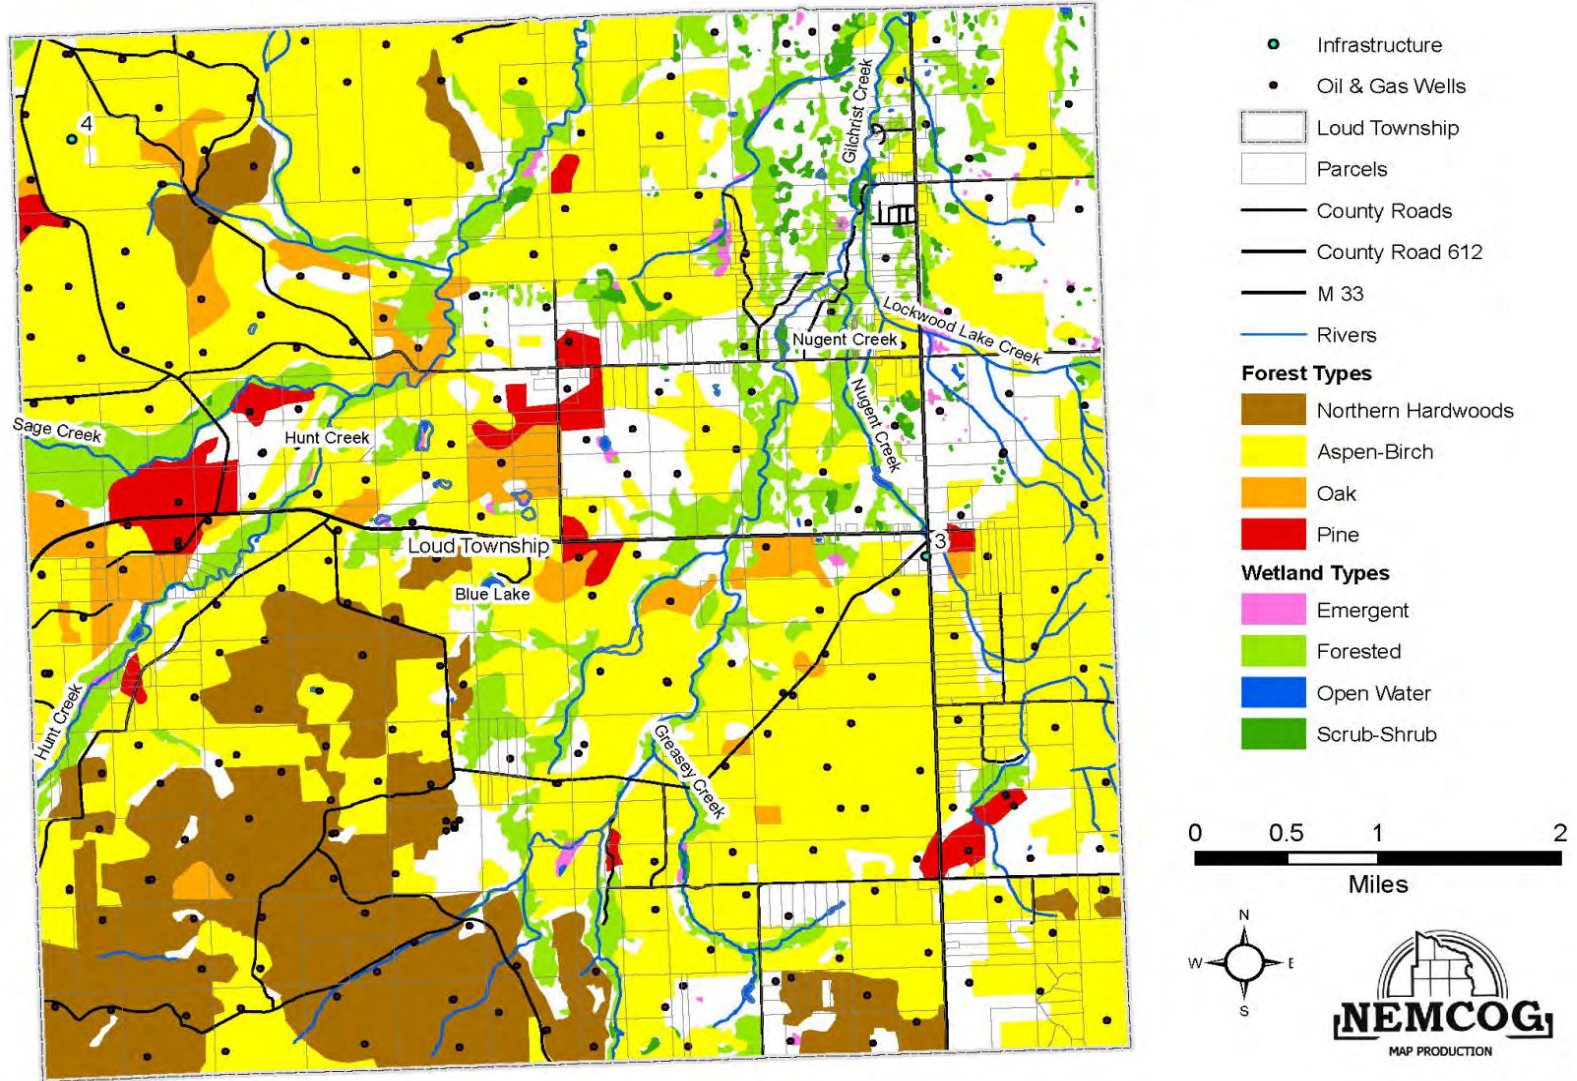 4
Gilchrist Creek
Lockwood Lake Creek
Nugent Creek
Nugent Creek
Sage Creek
Hunt Creek
Loud Township
3
Blue Lake
Hunt Creek
Greasey Creek
Infrastructure
Oil & Gas Wells
Loud Township
Parcels
County Roads
County Road 612
M 33
Rivers
Forest Types
Northern Hardwoods
Aspen-Birch
Oak
Pine
Wetland Types
Emergent
Forested
Open Water
Scrub-Shrub
0 0.5 1 2
Miles
N
W E
S
NEMCOG
MAP PRODUCTION